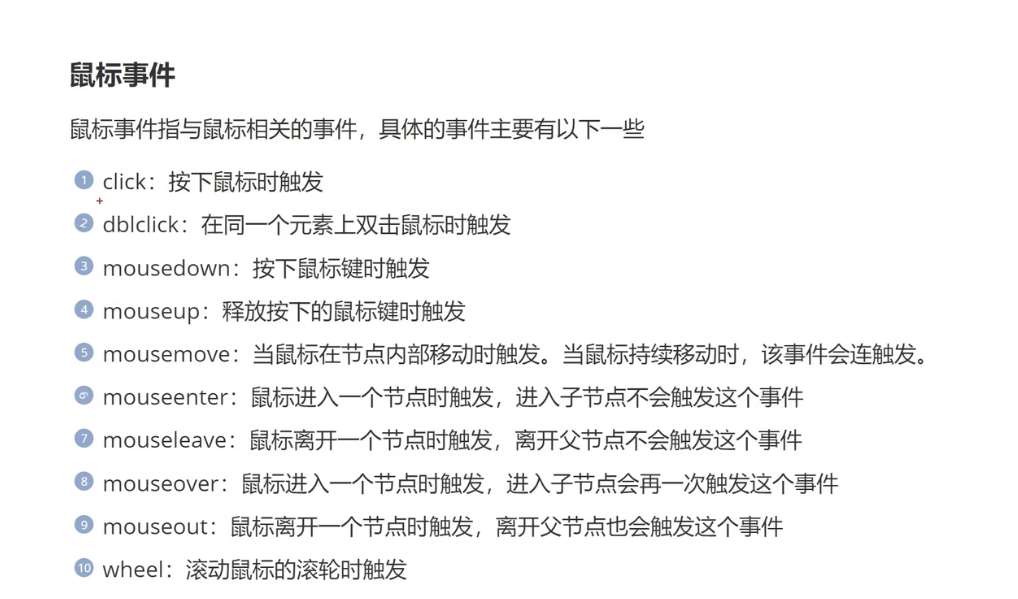 鼠标事件
鼠标事件指与鼠标相关的事件，具体的事件主要有以下一些
1 click：按下鼠标时触发
2 dblclick：在同一个元素上双击鼠标时触发
3 mousedown：按下鼠标键时触发
4 mouseup：释放按下的鼠标键时触发
5 mousemove：当鼠标在节点内部移动时触发。当鼠标持续移动时，该事件会连触发。
6 mouseenter：鼠标进入一个节点时触发，进入子节点不会触发这个事件
7 mouseleave：鼠标离开一个节点时触发，离开父节点不会触发这个事件
8 mouseover：鼠标进入一个节点时触发，进入子节点会再一次触发这个事件
9 mouseout：鼠标离开一个节点时触发，离开父节点也会触发这个事件
10 wheel：滚动鼠标的滚轮时触发